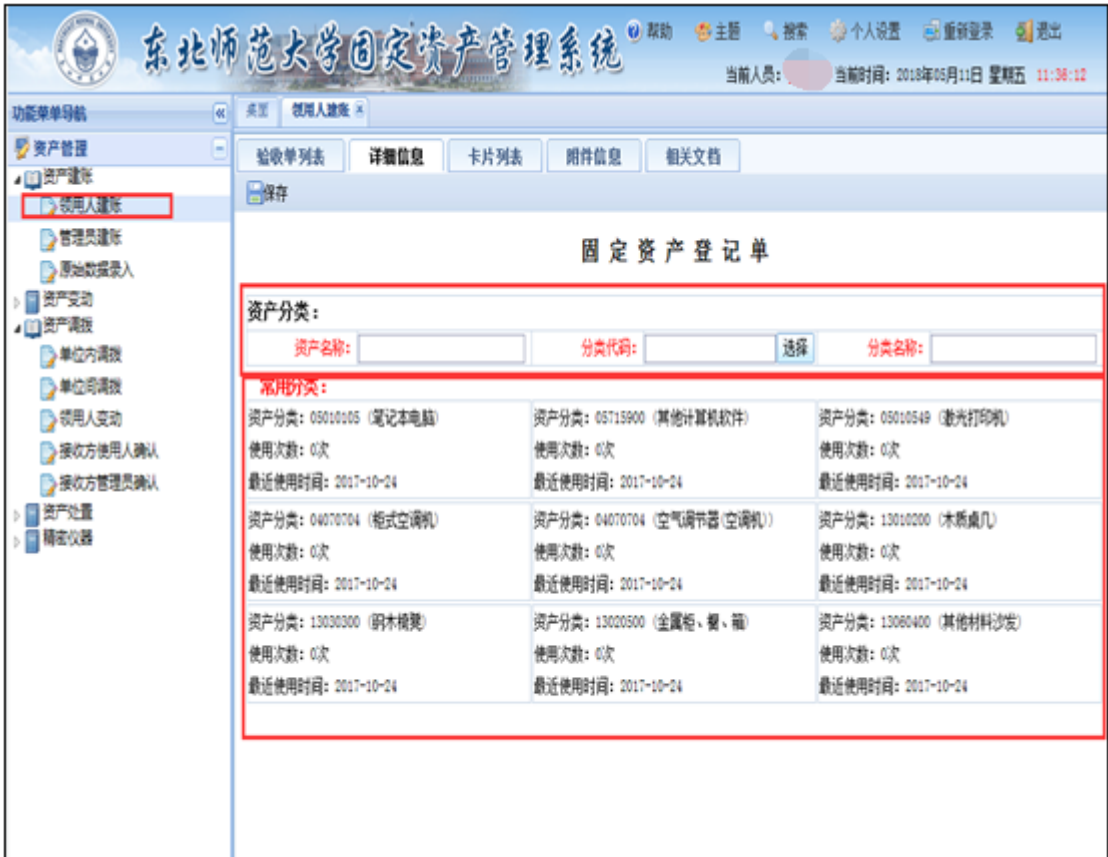 东北师范大学固定资产管理系统
帮助 主题 搜索 个人设置 重新登录 退出
当前人员： 当前时间：2018年05月11日 星期五 11:36:12
功能菜单导航
资产管理
资产建账
领用人建账
管理员建账
原始数据录入
资产变动
资产调拨
单位内调拨
单位间调拨
领用人变动
接收方使用人确认
接收方管理员确认
资产处置
精密仪器
桌面 领用人建账
验收单列表 详细信息 卡片列表 附件信息 相关文档
保存
固定资产登记单
资产分类：
资产名称： 分类代码： 选择 分类名称：
常用分类：
资产分类：05010105（笔记本电脑） 资产分类：05715900（其他计算机软件） 资产分类：05010549（激光打印机）
使用次数：0次 使用次数：0次 使用次数：0次
最近使用时间：2017-10-24 最近使用时间：2017-10-24 最近使用时间：2017-10-24
资产分类：04070704（柜式空调机） 资产分类：04070704（空气调节器(空调机)） 资产分类：13010200（木质桌几）
使用次数：0次 使用次数：0次 使用次数：0次
最近使用时间：2017-10-24 最近使用时间：2017-10-24 最近使用时间：2017-10-24
资产分类：13030300（钢木椅凳） 资产分类：13020500（金属柜、橱、箱） 资产分类：13060400（其他材料沙发）
使用次数：0次 使用次数：0次 使用次数：0次
最近使用时间：2017-10-24 最近使用时间：2017-10-24 最近使用时间：2017-10-24